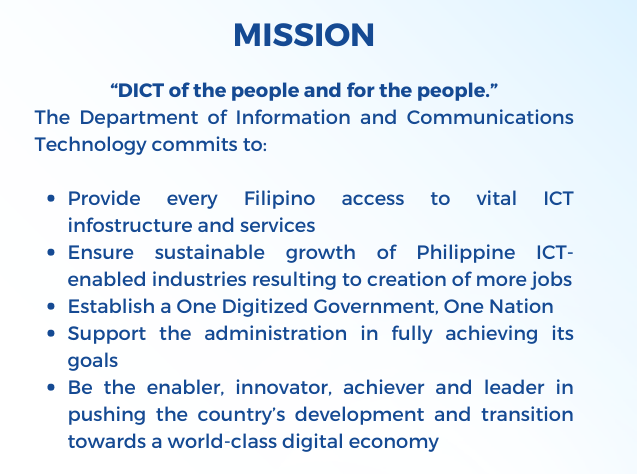 MISSION
“DICT of the people and for the people.”
The Department of Information and Communications
Technology commits to:
• Provide every Filipino access to vital ICT
infostructure and services
• Ensure sustainable growth of Philippine ICT-
enabled industries resulting to creation of more jobs
• Establish a One Digitized Government, One Nation
• Support the administration in fully achieving its
goals
• Be the enabler, innovator, achiever and leader in
pushing the country’s development and transition
towards a world-class digital economy